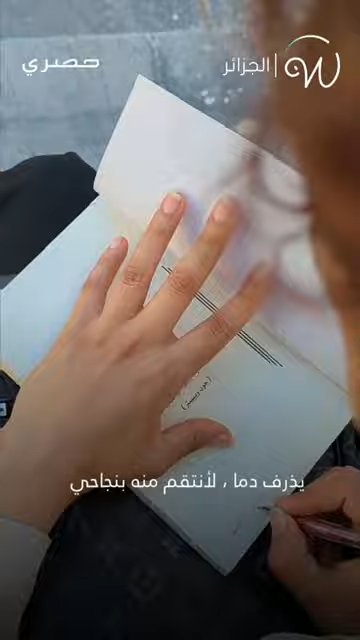 حصري
الجزائر | W
يذرف دما , لأنتقم منه بنجاحي